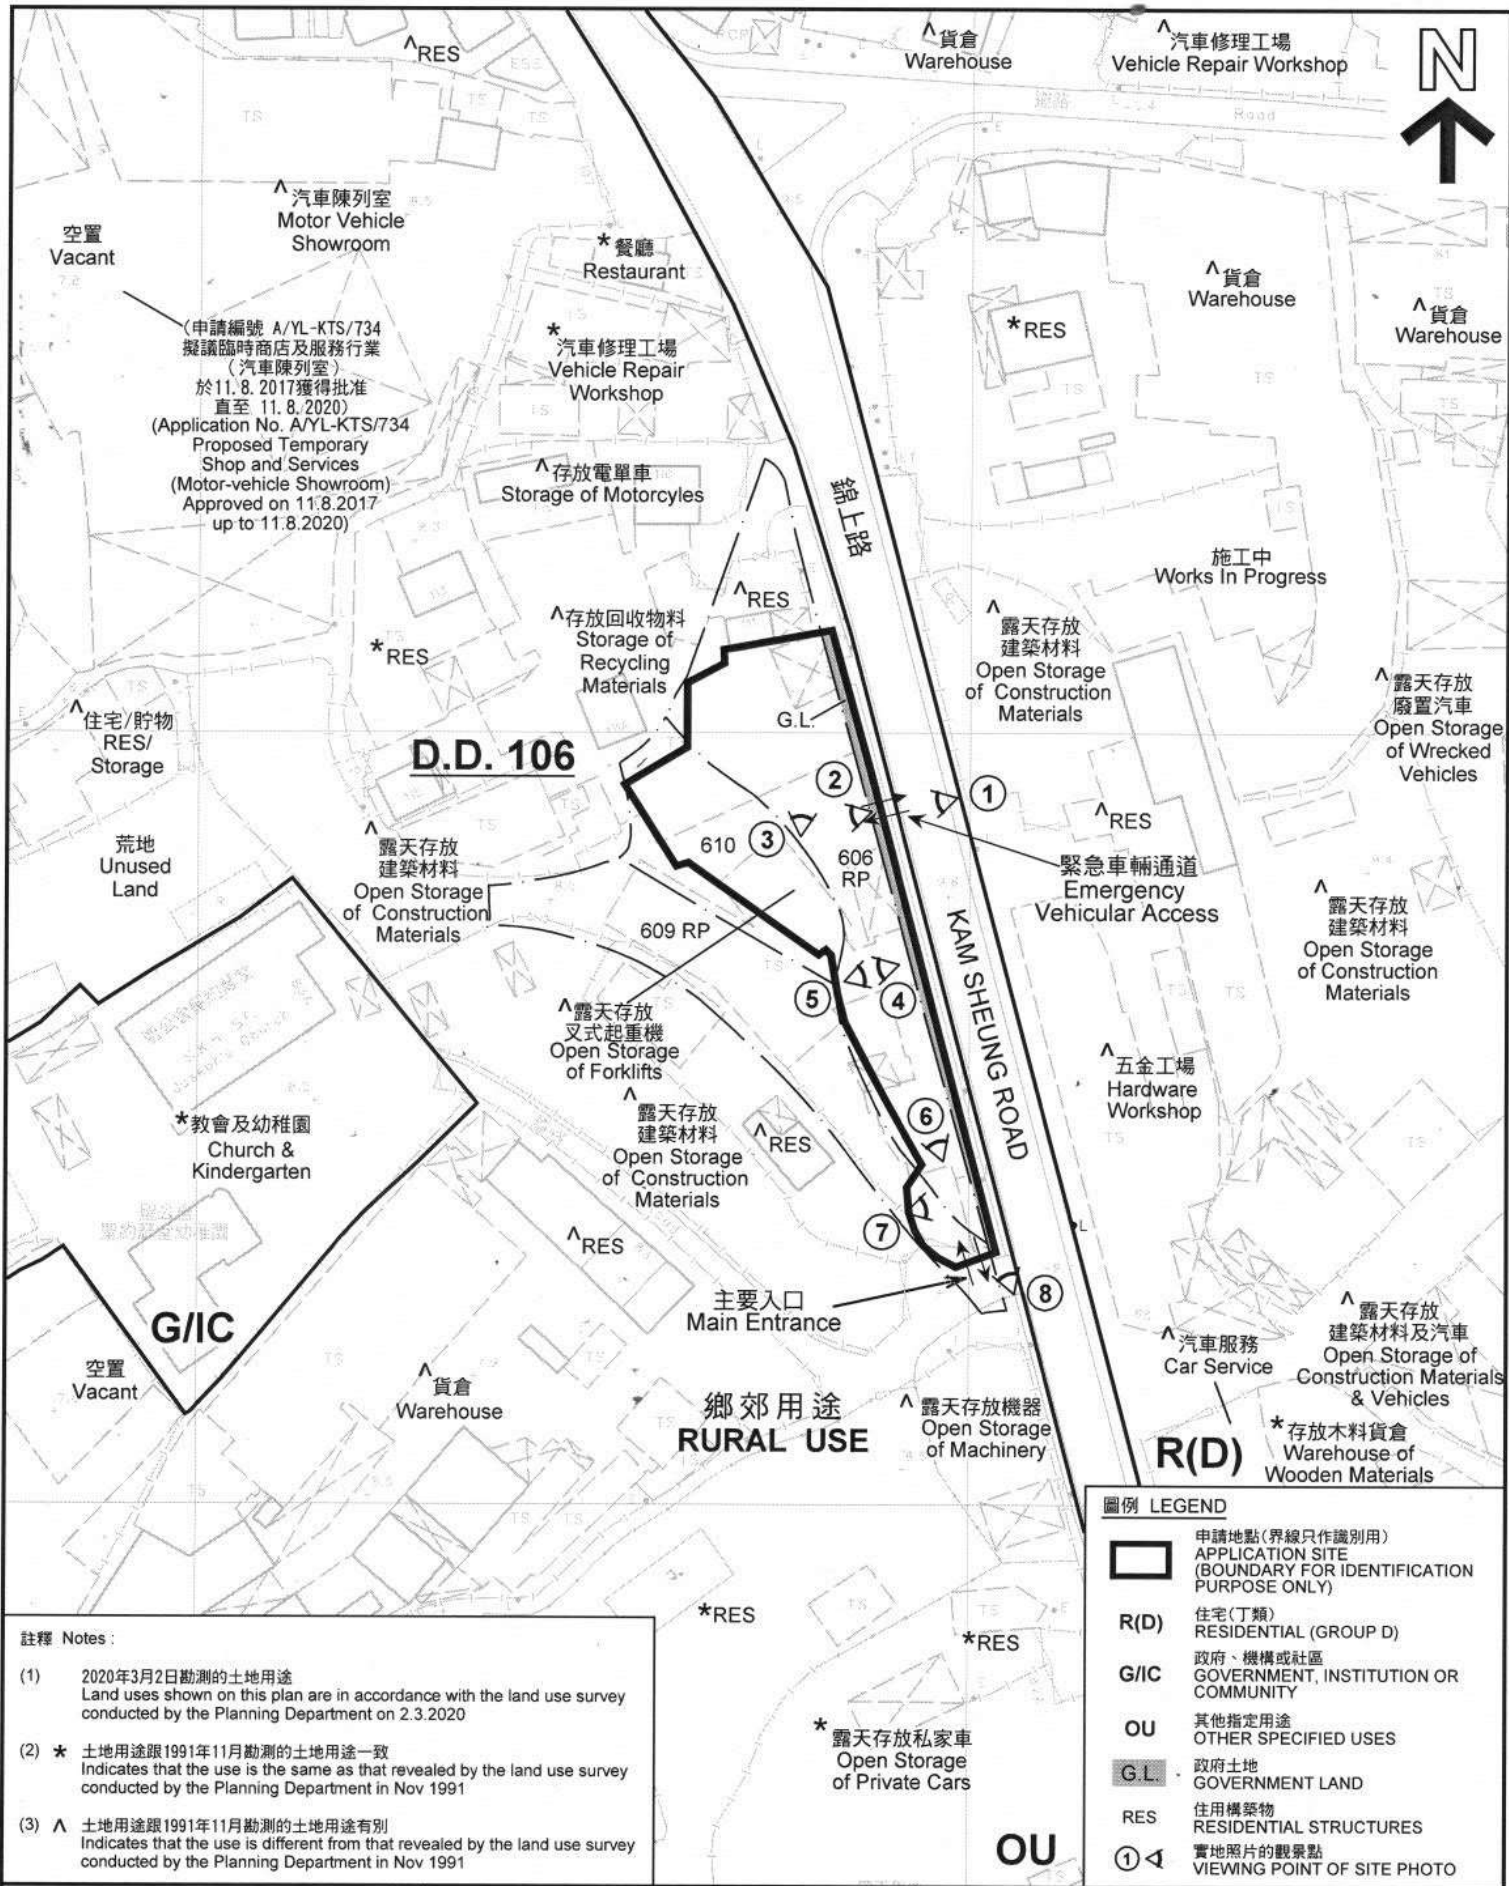 ^RES
^貨倉
Warehouse
^汽車修理工場
Vehicle Repair Workshop
N
Road
^汽車陳列室
Motor Vehicle
Showroom
空置
Vacant
*餐廳
Restaurant
^貨倉
Warehouse
^貨倉
Warehouse
*RES
(申請編號 A/YL-KTS/734
擬議臨時商店及服務行業
(汽車陳列室)
於11.8.2017獲得批准
直至 11.8.2020)
(Application No. A/YL-KTS/734
Proposed Temporary
Shop and Services
(Motor-vehicle Showroom)
Approved on 11.8.2017
up to 11.8.2020)
*汽車修理工場
Vehicle Repair
Workshop
^存放電單車
Storage of Motorcyles
錦上路
施工中
Works In Progress
^RES
^存放回收物料
Storage of
Recycling
Materials
*RES
^露天存放
建築材料
Open Storage
of Construction
Materials
^露天存放
廢置汽車
Open Storage
of Wrecked
Vehicles
^住宅/貯物
RES/
Storage
G.L.
D.D. 106
2
1
3
610
606
RP
^RES
緊急車輛通道
Emergency
Vehicular Access
荒地
Unused
Land
^露天存放
建築材料
Open Storage
of Construction
Materials
609 RP
^露天存放
建築材料
Open Storage
of Construction
Materials
KAM SHEUNG ROAD
5
4
^露天存放
叉式起重機
Open Storage
of Forklifts
^五金工場
Hardware
Workshop
*教會及幼稚園
Church &
Kindergarten
^露天存放
建築材料
Open Storage
of Construction
Materials
^RES
6
7
^RES
8
主要入口
Main Entrance
G/IC
空置
Vacant
^貨倉
Warehouse
鄉郊用途
RURAL USE
^露天存放機器
Open Storage
of Machinery
^汽車服務
Car Service
^露天存放
建築材料及汽車
Open Storage of
Construction Materials
& Vehicles
R(D)
*存放木料貨倉
Warehouse of
Wooden Materials
*RES
*RES
*露天存放私家車
Open Storage
of Private Cars
OU
註釋 Notes :
(1) 2020年3月2日勘測的土地用途
Land uses shown on this plan are in accordance with the land use survey
conducted by the Planning Department on 2.3.2020
(2) * 土地用途跟1991年11月勘測的土地用途一致
Indicates that the use is the same as that revealed by the land use survey
conducted by the Planning Department in Nov 1991
(3) ^ 土地用途跟1991年11月勘測的土地用途有別
Indicates that the use is different from that revealed by the land use survey
conducted by the Planning Department in Nov 1991
圖例 LEGEND
申請地點(界線只作識別用)
APPLICATION SITE
(BOUNDARY FOR IDENTIFICATION
PURPOSE ONLY)
R(D) 住宅(丁類)
RESIDENTIAL (GROUP D)
G/IC 政府、機構或社區
GOVERNMENT, INSTITUTION OR
COMMUNITY
OU 其他指定用途
OTHER SPECIFIED USES
G.L. 政府土地
GOVERNMENT LAND
RES 住用構築物
RESIDENTIAL STRUCTURES
1 實地照片的觀景點
VIEWING POINT OF SITE PHOTO